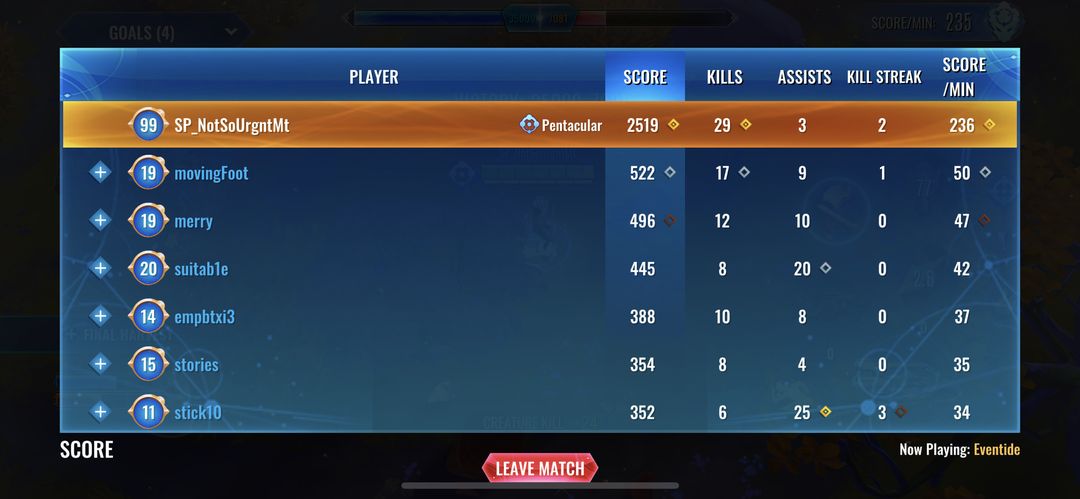 GOALS (4)
SCORE/MIN: 235
PLAYER SCORE KILLS ASSISTS KILL STREAK SCORE /MIN
99 SP_NotSoUrgntMt Pentacular 2519 29 3 2 236
19 movingFoot 522 17 9 1 50
19 merry 496 12 10 0 47
20 suitab1e 445 8 20 0 42
14 empbtxi3 388 10 8 0 37
15 stories 354 8 4 0 35
11 stick10 352 6 25 3 34
SCORE
Now Playing: Eventide
LEAVE MATCH